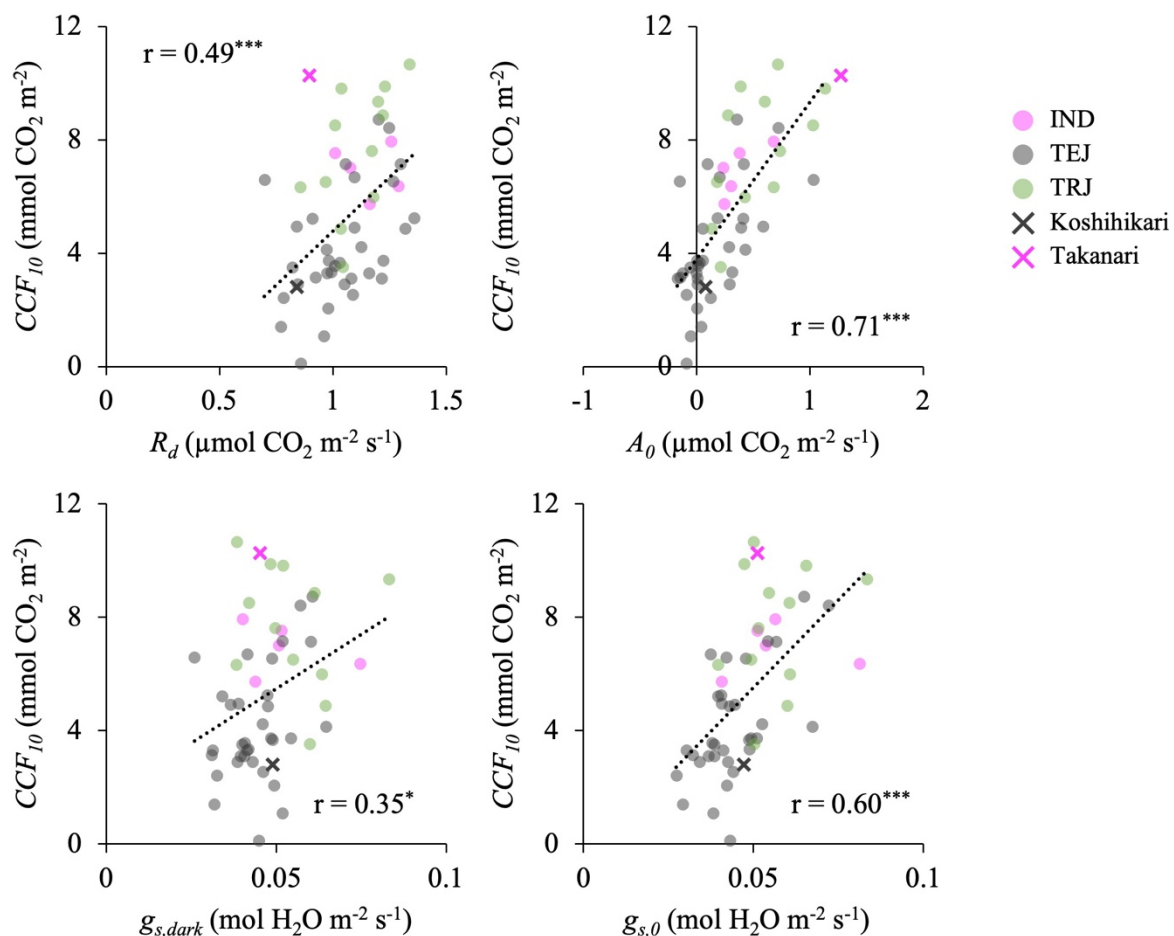 12
8
4
0
CCF10 (mmol CO2 m-2)
r = 0.49***
0
0.5
1
1.5
Rd (µmol CO2 m-2 s-1)
12
8
4
0
CCF10 (mmol CO2 m-2)
r = 0.71***
-1
0
1
2
A0 (µmol CO2 m-2 s-1)
IND
TEJ
TRJ
Koshihikari
Takanari
12
8
4
0
CCF10 (mmol CO2 m-2)
r = 0.35*
0
0.05
0.1
gs,dark (mol H2O m-2 s-1)
12
8
4
0
CCF10 (mmol CO2 m-2)
r = 0.60***
0
0.05
0.1
gs,0 (mol H2O m-2 s-1)